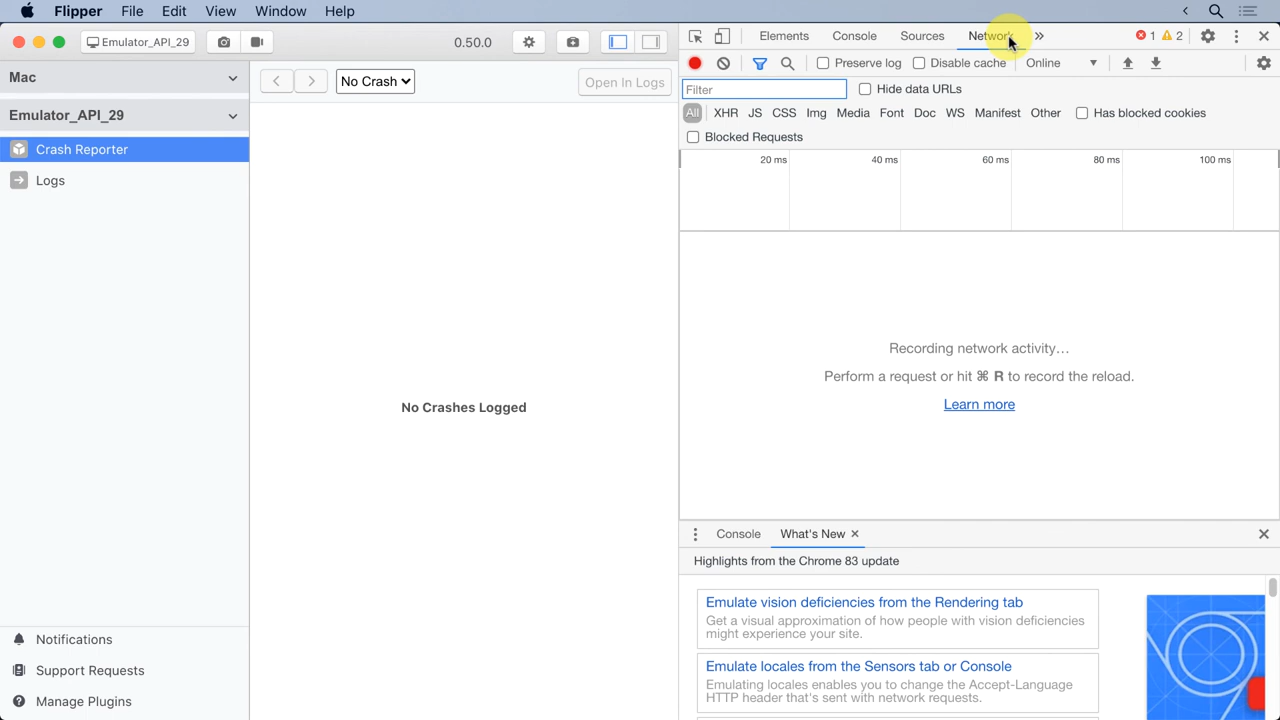 Flipper File Edit View Window Help
Emulator_API_29
0.50.0
Mac
Emulator_API_29
Crash Reporter
Logs
No Crash
Open In Logs
No Crashes Logged
Notifications
Support Requests
Manage Plugins
Elements Console Sources Network » 1 2
Preserve log Disable cache Online
Filter Hide data URLs
All XHR JS CSS Img Media Font Doc WS Manifest Other Has blocked cookies
Blocked Requests
20 ms 40 ms 60 ms 80 ms 100 ms
Recording network activity…
Perform a request or hit ⌘ R to record the reload.
Learn more
Console What's New
Highlights from the Chrome 83 update
Emulate vision deficiencies from the Rendering tab
Get a visual approximation of how people with vision deficiencies
might experience your site.
Emulate locales from the Sensors tab or Console
Emulating locales enables you to change the Accept-Language
HTTP header that's sent with network requests.